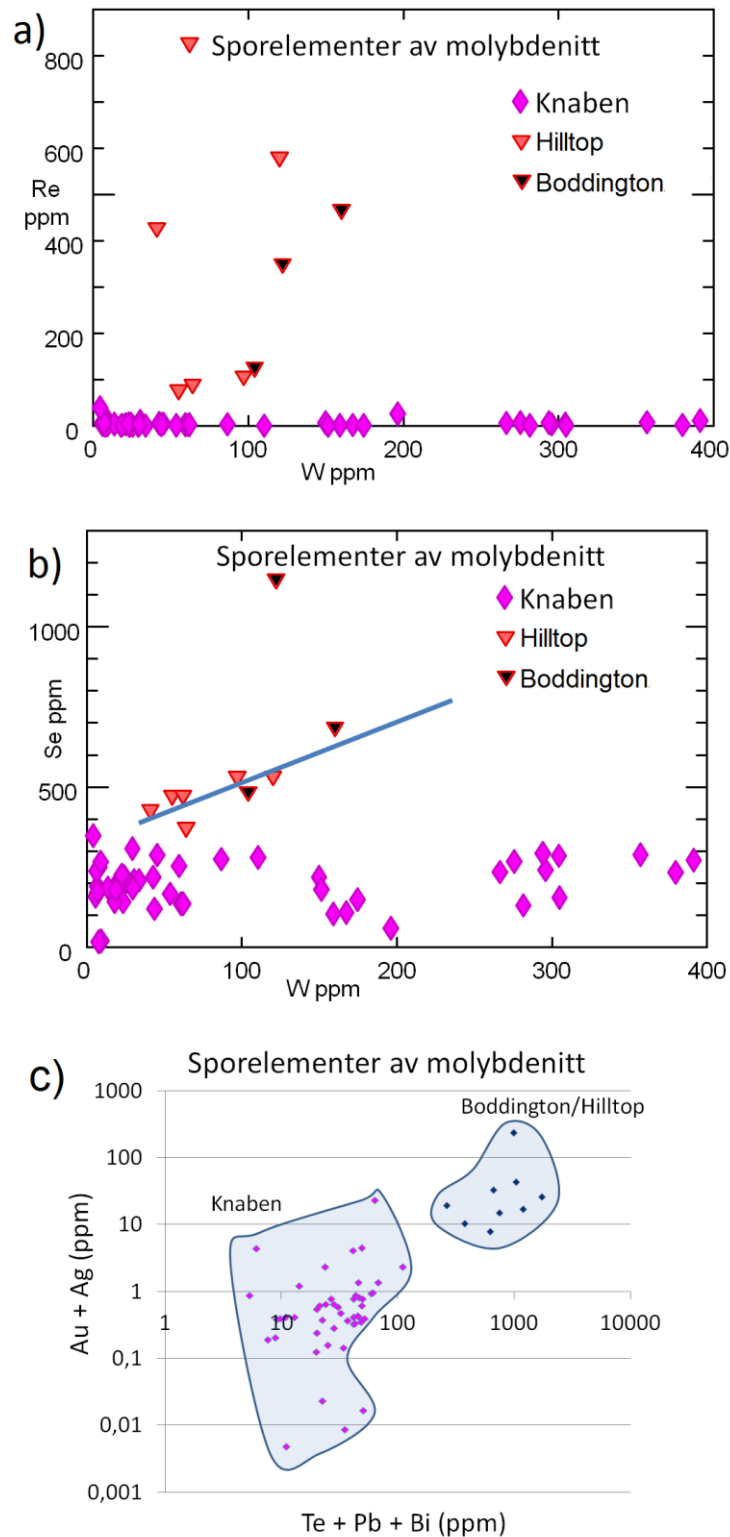 a)
Sporelementer av molybdenitt
800
Knaben
Hilltop
600
Boddington
Re
ppm
400
200
0
0 100 200 300 400
W ppm
b)
Sporelementer av molybdenitt
Knaben
1000
Hilltop
Boddington
Se ppm
500
0
0 100 200 300 400
W ppm
c)
Sporelementer av molybdenitt
1000
Boddington/Hilltop
100
Knaben
10
Au + Ag (ppm)
1
1 10 100 1000 10000
0,1
0,01
0,001
Te + Pb + Bi (ppm)